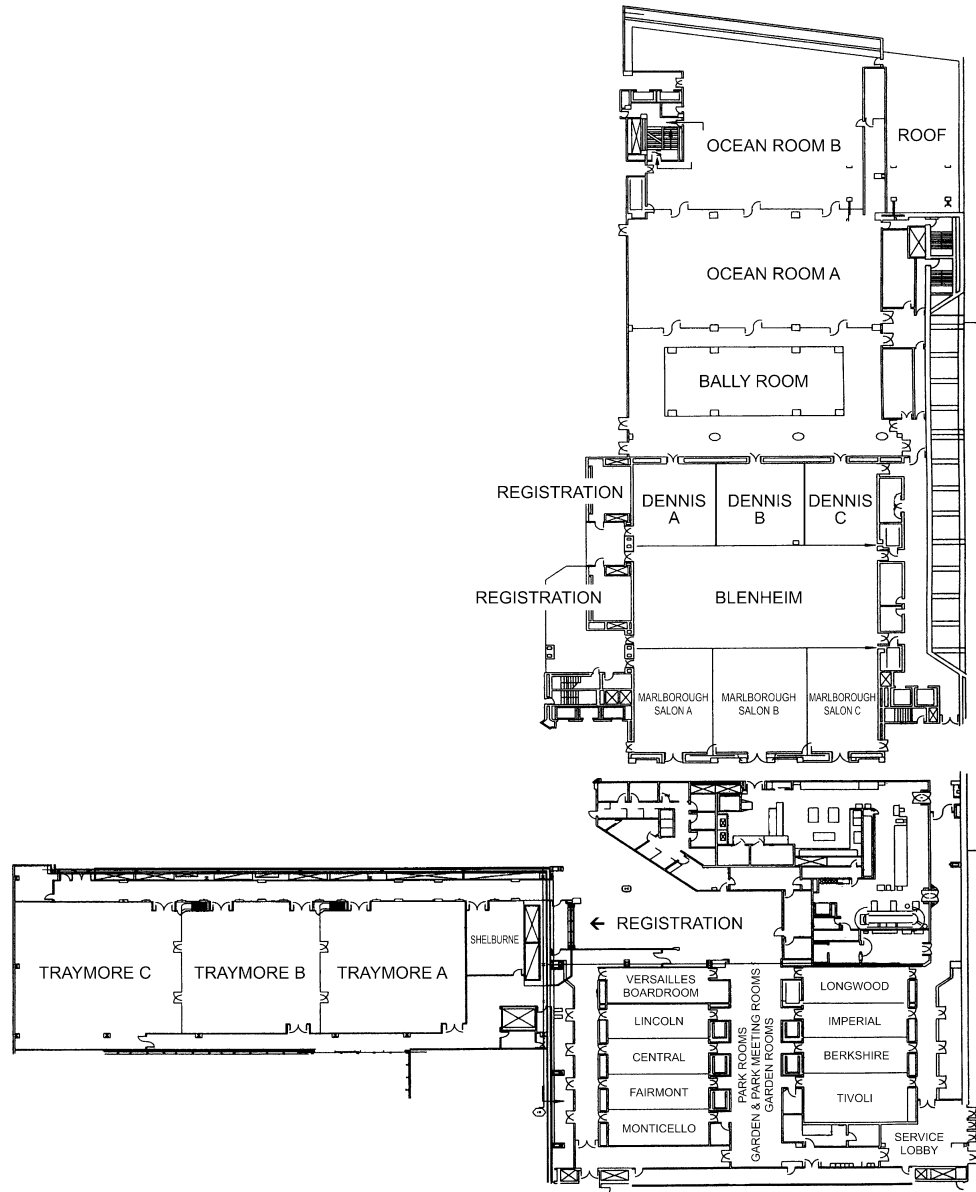 OCEAN ROOM B
ROOF
OCEAN ROOM A
BALLY ROOM
REGISTRATION
DENNIS
A
DENNIS
B
DENNIS
C
REGISTRATION
BLENHEIM
MARLBOROUGH
SALON A
MARLBOROUGH
SALON B
MARLBOROUGH
SALON C
← REGISTRATION
SHELBURNE
TRAYMORE C
TRAYMORE B
TRAYMORE A
VERSAILLES
BOARDROOM
LINCOLN
CENTRAL
FAIRMONT
MONTICELLO
PARK ROOMS
GARDEN & PARK MEETING ROOMS
GARDEN ROOMS
LONGWOOD
IMPERIAL
BERKSHIRE
TIVOLI
SERVICE
LOBBY